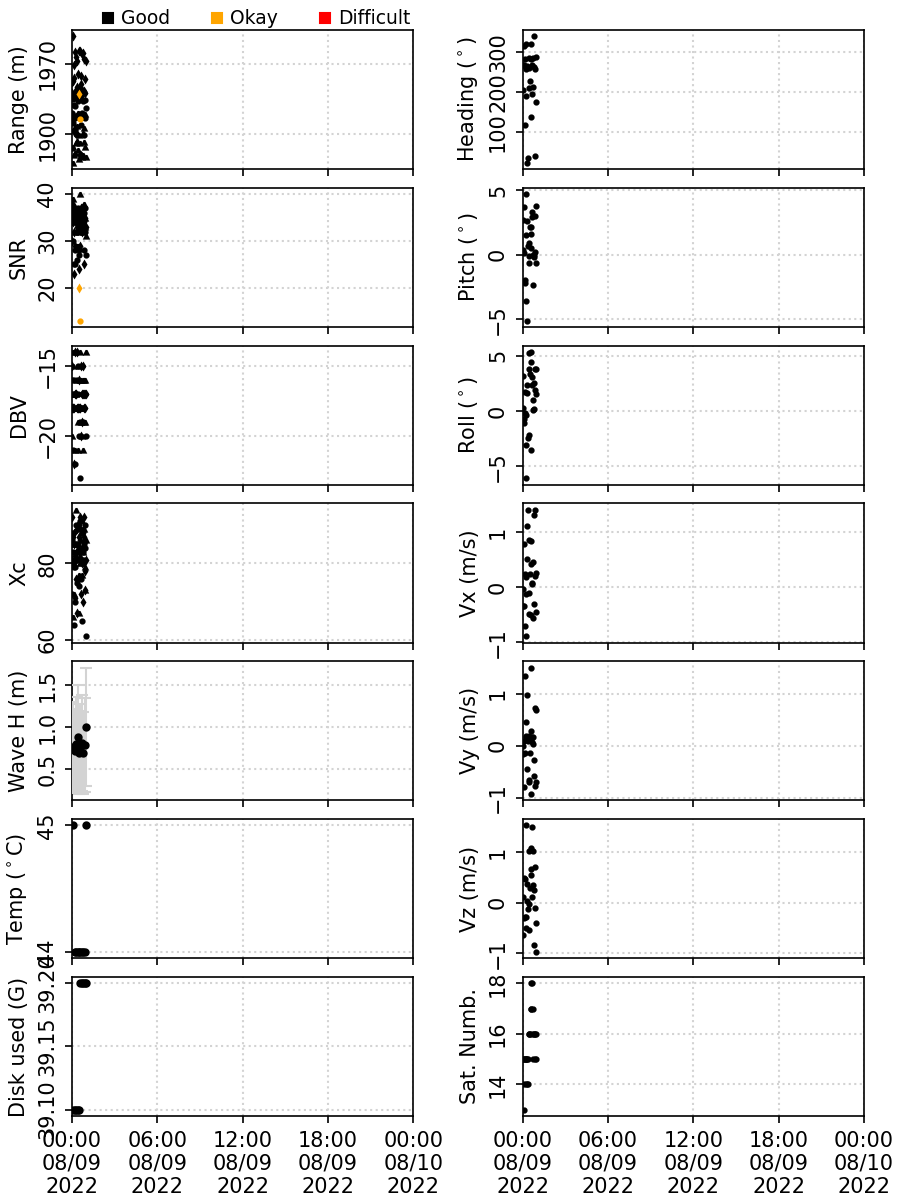 Good Okay Difficult
Range (m)
1970
1900
Heading (°)
300
200
100
SNR
40
30
20
Pitch (°)
5
0
−5
DBV
−15
−20
Roll (°)
5
0
−5
Xc
80
60
Vx (m/s)
1
0
−1
Wave H (m)
1.5
1.0
0.5
Vy (m/s)
1
0
−1
Temp (°C)
45
44
Vz (m/s)
1
0
−1
Disk used (G)
39.20
39.15
39.10
Sat. Numb.
18
16
14
00:00 06:00 12:00 18:00 00:00
08/09 08/09 08/09 08/09 08/10
2022 2022 2022 2022 2022
00:00 06:00 12:00 18:00 00:00
08/09 08/09 08/09 08/09 08/10
2022 2022 2022 2022 2022